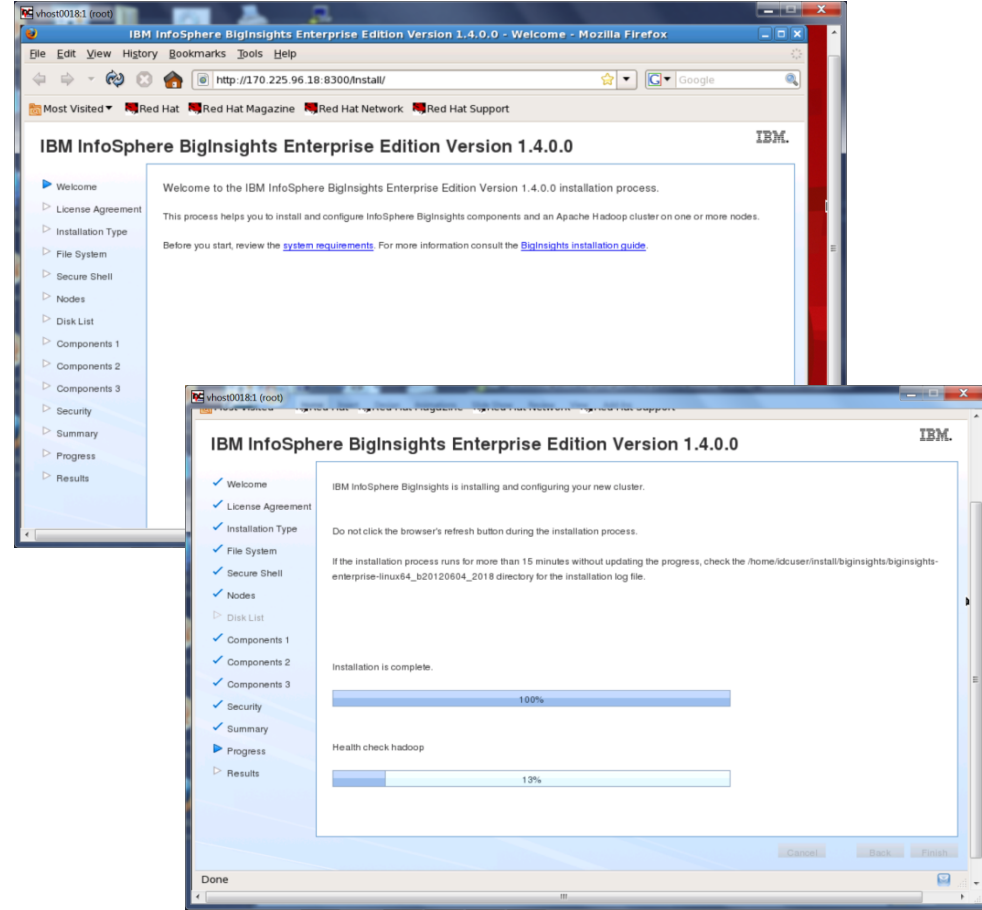 vhost0018:1 (root)
IBM InfoSphere BigInsights Enterprise Edition Version 1.4.0.0 - Welcome - Mozilla Firefox
File Edit View History Bookmarks Tools Help
http://170.225.96.18:8300/Install/
G Google
Most Visited Red Hat Red Hat Magazine Red Hat Network Red Hat Support
IBM InfoSphere BigInsights Enterprise Edition Version 1.4.0.0
IBM.
Welcome
License Agreement
Installation Type
File System
Secure Shell
Nodes
Disk List
Components 1
Components 2
Components 3
Security
Summary
Progress
Results
Welcome to the IBM InfoSphere BigInsights Enterprise Edition Version 1.4.0.0 installation process.
This process helps you to install and configure InfoSphere BigInsights components and an Apache Hadoop cluster on one or more nodes.
Before you start, review the system requirements. For more information consult the BigInsights installation guide.
vhost0018:1 (root)
IBM InfoSphere BigInsights Enterprise Edition Version 1.4.0.0
IBM.
Welcome
License Agreement
Installation Type
File System
Secure Shell
Nodes
Disk List
Components 1
Components 2
Components 3
Security
Summary
Progress
Results
IBM InfoSphere BigInsights is installing and configuring your new cluster.
Do not click the browser's refresh button during the installation process.
If the installation process runs for more than 15 minutes without updating the progress, check the /home/idcuser/install/biginsights/biginsights-
enterprise-linux64_b20120604_2018 directory for the installation log file.
Installation is complete.
100%
Health check hadoop
13%
Cancel Back Finish
Done